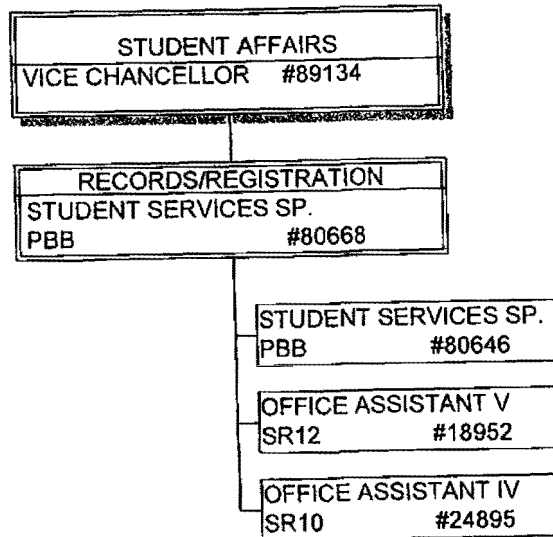 STUDENT AFFAIRS
VICE CHANCELLOR #89134
RECORDS/REGISTRATION
STUDENT SERVICES SP.
PBB #80668
STUDENT SERVICES SP.
PBB #80646
OFFICE ASSISTANT V
SR12 #18952
OFFICE ASSISTANT IV
SR10 #24895